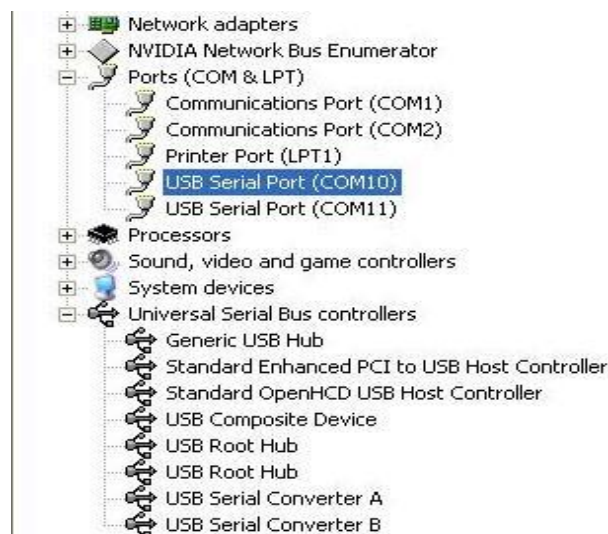 Network adapters
NVIDIA Network Bus Enumerator
Ports (COM & LPT)
Communications Port (COM1)
Communications Port (COM2)
Printer Port (LPT1)
USB Serial Port (COM10)
USB Serial Port (COM11)
Processors
Sound, video and game controllers
System devices
Universal Serial Bus controllers
Generic USB Hub
Standard Enhanced PCI to USB Host Controller
Standard OpenHCD USB Host Controller
USB Composite Device
USB Root Hub
USB Root Hub
USB Serial Converter A
USB Serial Converter B